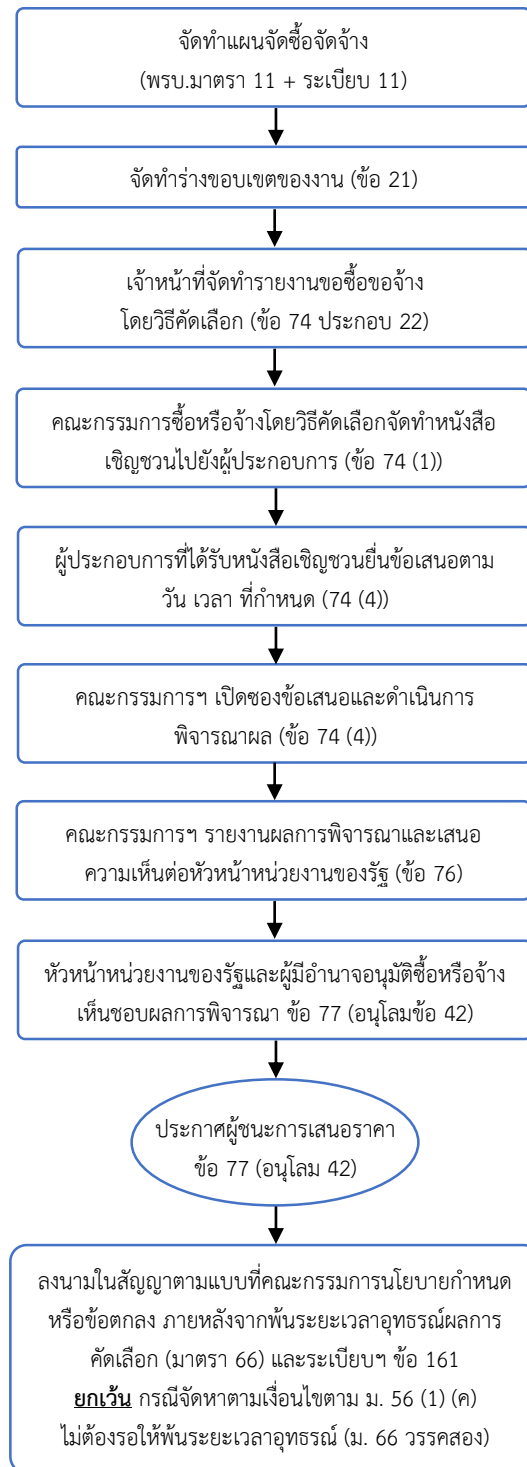 จัดทำแผนจัดซื้อจัดจ้าง
(พรบ.มาตรา 11 + ระเบียบ 11)
จัดทำร่างขอบเขตของงาน (ข้อ 21)
เจ้าหน้าที่จัดทำรายงานขอซื้อขอจ้าง
โดยวิธีคัดเลือก (ข้อ 74 ประกอบ 22)
คณะกรรมการซื้อหรือจ้างโดยวิธีคัดเลือกจัดทำหนังสือ
เชิญชวนไปยังผู้ประกอบการ (ข้อ 74 (1))
ผู้ประกอบการที่ได้รับหนังสือเชิญชวนยื่นข้อเสนอตาม
วัน เวลา ที่กำหนด (74 (4))
คณะกรรมการฯ เปิดซองข้อเสนอและดำเนินการ
พิจารณาผล (ข้อ 74 (4))
คณะกรรมการฯ รายงานผลการพิจารณาและเสนอ
ความเห็นต่อหัวหน้าหน่วยงานของรัฐ (ข้อ 76)
หัวหน้าหน่วยงานของรัฐและผู้มีอำนาจอนุมัติซื้อหรือจ้าง
เห็นชอบผลการพิจารณา ข้อ 77 (อนุโลมข้อ 42)
ประกาศผู้ชนะการเสนอราคา
ข้อ 77 (อนุโลม 42)
ลงนามในสัญญาตามแบบที่คณะกรรมการนโยบายกำหนด
หรือข้อตกลง ภายหลังจากพ้นระยะเวลาอุทธรณ์ผลการ
คัดเลือก (มาตรา 66) และระเบียบฯ ข้อ 161
ยกเว้น กรณีจัดหาตามเงื่อนไขตาม ม. 56 (1) (ค)
ไม่ต้องรอให้พ้นระยะเวลาอุทธรณ์ (ม. 66 วรรคสอง)